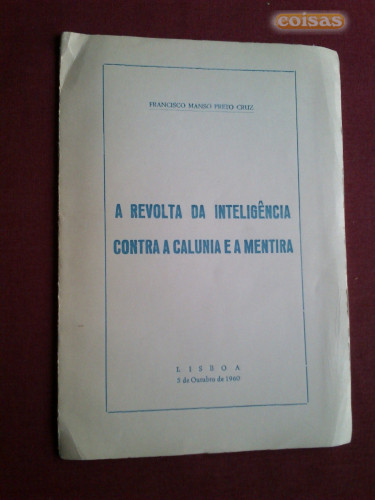 coisas
FRANCISCO MANSO PRETO CRUZ
A REVOLTA DA INTELIGÊNCIA
CONTRA A CALUNIA E A MENTIRA
LISBOA
5 de Outubro de 1960